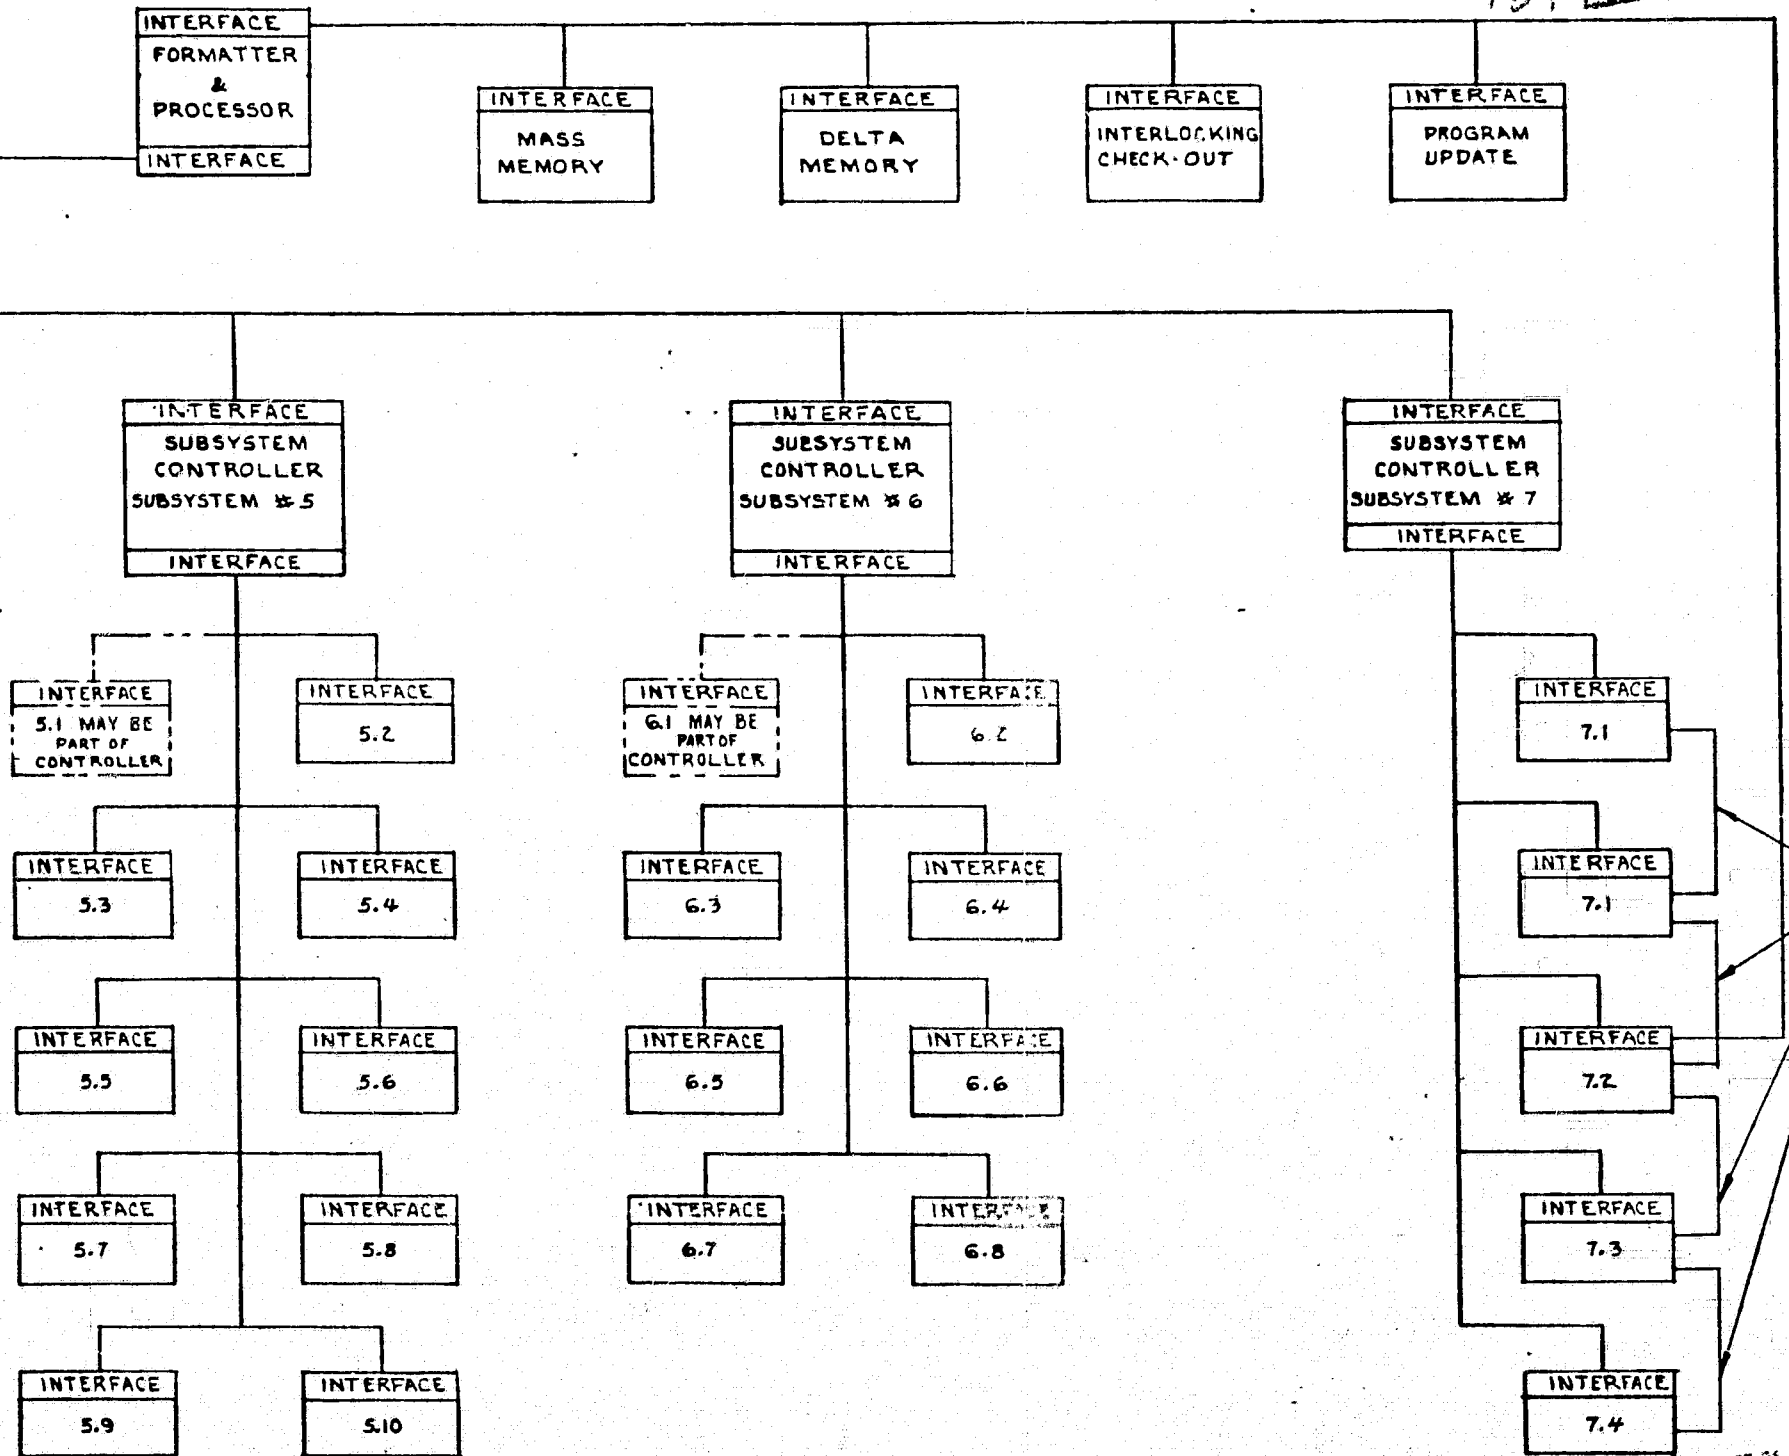 INTERFACE
FORMATTER
&
PROCESSOR
INTERFACE
INTERFACE
MASS
MEMORY
INTERFACE
DELTA
MEMORY
INTERFACE
INTERLOCKING
CHECK-OUT
INTERFACE
PROGRAM
UPDATE
INTERFACE
SUBSYSTEM
CONTROLLER
SUBSYSTEM #5
INTERFACE
INTERFACE
SUBSYSTEM
CONTROLLER
SUBSYSTEM #6
INTERFACE
INTERFACE
SUBSYSTEM
CONTROLLER
SUBSYSTEM #7
INTERFACE
INTERFACE
5.1 MAY BE
PART OF
CONTROLLER
INTERFACE
5.2
INTERFACE
6.1 MAY BE
PART OF
CONTROLLER
INTERFACE
6.2
INTERFACE
7.1
INTERFACE
5.3
INTERFACE
5.4
INTERFACE
6.3
INTERFACE
6.4
INTERFACE
7.1
INTERFACE
5.5
INTERFACE
5.6
INTERFACE
6.5
INTERFACE
6.6
INTERFACE
7.2
INTERFACE
5.7
INTERFACE
5.8
INTERFACE
6.7
INTERFACE
6.8
INTERFACE
7.3
INTERFACE
5.9
INTERFACE
5.10
INTERFACE
7.4